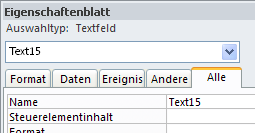 Eigenschaftenblatt
Auswahltyp: Textfeld
Text15
Format Daten Ereignis Andere Alle
Name Text15
Steuerelementinhalt
Format